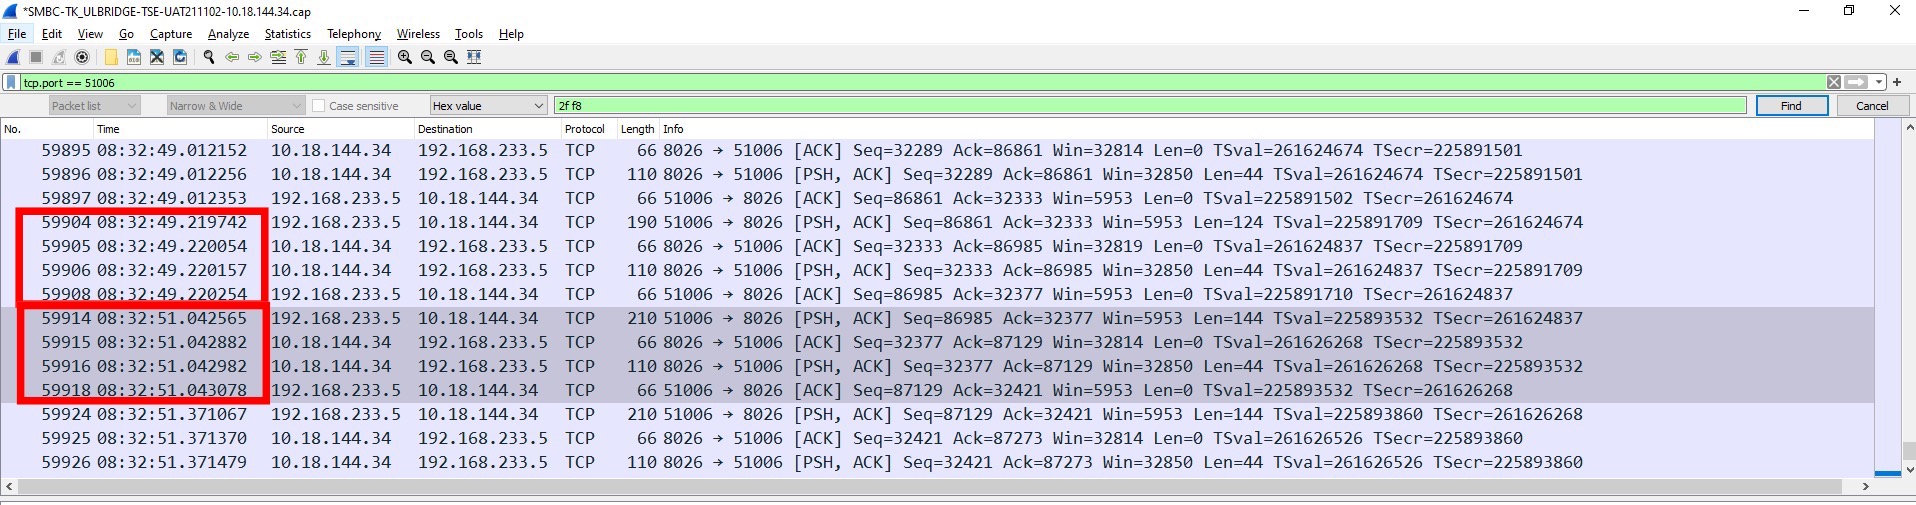 *SMBC-TK_ULBRIDGE-TSE-UAT211102-10.18.144.34.cap
File Edit View Go Capture Analyze Statistics Telephony Wireless Tools Help
tcp.port == 51006
Packet list Narrow & Wide Case sensitive Hex value 2f f8 Find Cancel
No. Time Source Destination Protocol Length Info
59895 08:32:49.012152 10.18.144.34 192.168.233.5 TCP 66 8026 → 51006 [ACK] Seq=32289 Ack=86861 Win=32814 Len=0 TSval=261624674 TSecr=225891501
59896 08:32:49.012256 10.18.144.34 192.168.233.5 TCP 110 8026 → 51006 [PSH, ACK] Seq=32289 Ack=86861 Win=32850 Len=44 TSval=261624674 TSecr=225891501
59897 08:32:49.012353 192.168.233.5 10.18.144.34 TCP 66 51006 → 8026 [ACK] Seq=86861 Ack=32333 Win=5953 Len=0 TSval=225891502 TSecr=261624674
59904 08:32:49.219742 192.168.233.5 10.18.144.34 TCP 190 51006 → 8026 [PSH, ACK] Seq=86861 Ack=32333 Win=5953 Len=124 TSval=225891709 TSecr=261624674
59905 08:32:49.220054 10.18.144.34 192.168.233.5 TCP 66 8026 → 51006 [ACK] Seq=32333 Ack=86985 Win=32819 Len=0 TSval=261624837 TSecr=225891709
59906 08:32:49.220157 10.18.144.34 192.168.233.5 TCP 110 8026 → 51006 [PSH, ACK] Seq=32333 Ack=86985 Win=32850 Len=44 TSval=261624837 TSecr=225891709
59908 08:32:49.220254 192.168.233.5 10.18.144.34 TCP 66 51006 → 8026 [ACK] Seq=86985 Ack=32377 Win=5953 Len=0 TSval=225891710 TSecr=261624837
59914 08:32:51.042565 192.168.233.5 10.18.144.34 TCP 210 51006 → 8026 [PSH, ACK] Seq=86985 Ack=32377 Win=5953 Len=144 TSval=225893532 TSecr=261624837
59915 08:32:51.042882 10.18.144.34 192.168.233.5 TCP 66 8026 → 51006 [ACK] Seq=32377 Ack=87129 Win=32814 Len=0 TSval=261626268 TSecr=225893532
59916 08:32:51.042982 10.18.144.34 192.168.233.5 TCP 110 8026 → 51006 [PSH, ACK] Seq=32377 Ack=87129 Win=32850 Len=44 TSval=261626268 TSecr=225893532
59918 08:32:51.043078 192.168.233.5 10.18.144.34 TCP 66 51006 → 8026 [ACK] Seq=87129 Ack=32421 Win=5953 Len=0 TSval=225893532 TSecr=261626268
59924 08:32:51.371067 192.168.233.5 10.18.144.34 TCP 210 51006 → 8026 [PSH, ACK] Seq=87129 Ack=32421 Win=5953 Len=144 TSval=225893860 TSecr=261626268
59925 08:32:51.371370 10.18.144.34 192.168.233.5 TCP 66 8026 → 51006 [ACK] Seq=32421 Ack=87273 Win=32814 Len=0 TSval=261626526 TSecr=225893860
59926 08:32:51.371479 10.18.144.34 192.168.233.5 TCP 110 8026 → 51006 [PSH, ACK] Seq=32421 Ack=87273 Win=32850 Len=44 TSval=261626526 TSecr=225893860